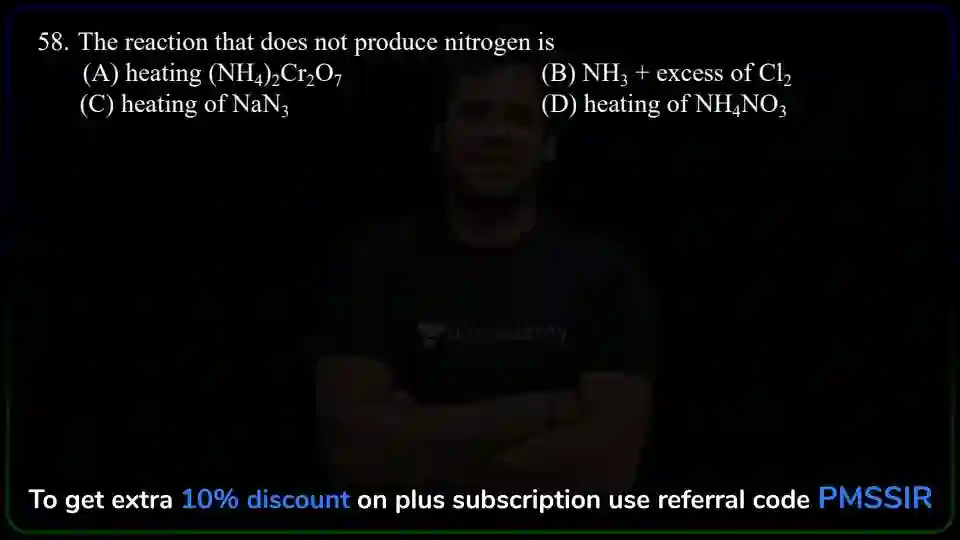 58. The reaction that does not produce nitrogen is
(A) heating (NH₄)₂Cr₂O₇ (B) NH₃ + excess of Cl₂
(C) heating of NaN₃ (D) heating of NH₄NO₃
To get extra 10% discount on plus subscription use referral code PMSSIR